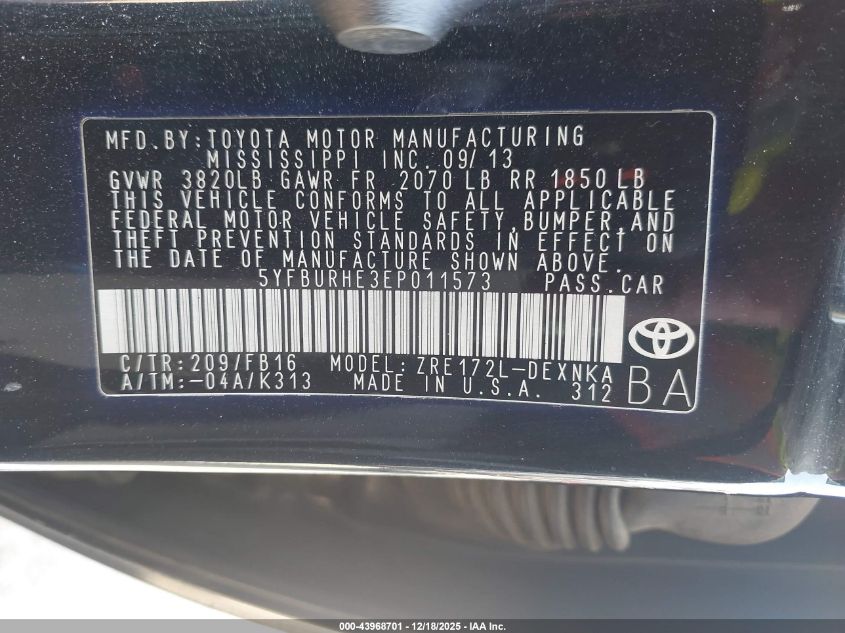 MFD.BY:TOYOTA MOTOR MANUFACTURING
MISSISSIPPI INC. 09/13
GVWR 3820LB GAWR FR 2070 LB RR 1850 LB
THIS VEHICLE CONFORMS TO ALL APPLICABLE
FEDERAL MOTOR VEHICLE SAFETY,BUMPER,AND
THEFT PREVENTION STANDARDS IN EFFECT ON
THE DATE OF MANUFACTURE SHOWN ABOVE.
5YFBURHE3EP011573 PASS.CAR
C/TR:209/FB16 MODEL:ZRE172L-DEXNKA
A/TM:-04A/K313 MADE IN U.S.A. 312 BA
000-43968701 - 12/18/2025 - IAA Inc.